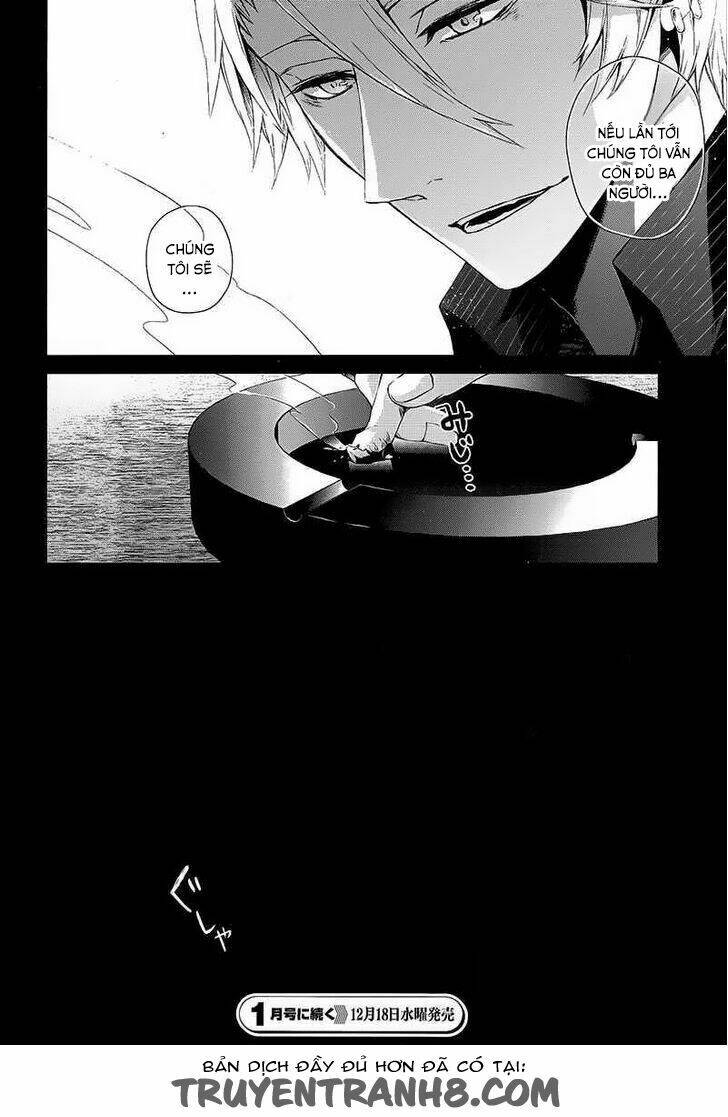 NẾU LẦN TỚI
CHÚNG TÔI VẪN
CÒN ĐỦ BA
NGƯỜI...
CHÚNG
TÔI SẼ
...
ぐしゃ
1月号に続く 12月18日水曜発売
BẢN DỊCH ĐẦY ĐỦ HƠN ĐÃ CÓ TẠI:
TRUYENTRANH8.COM